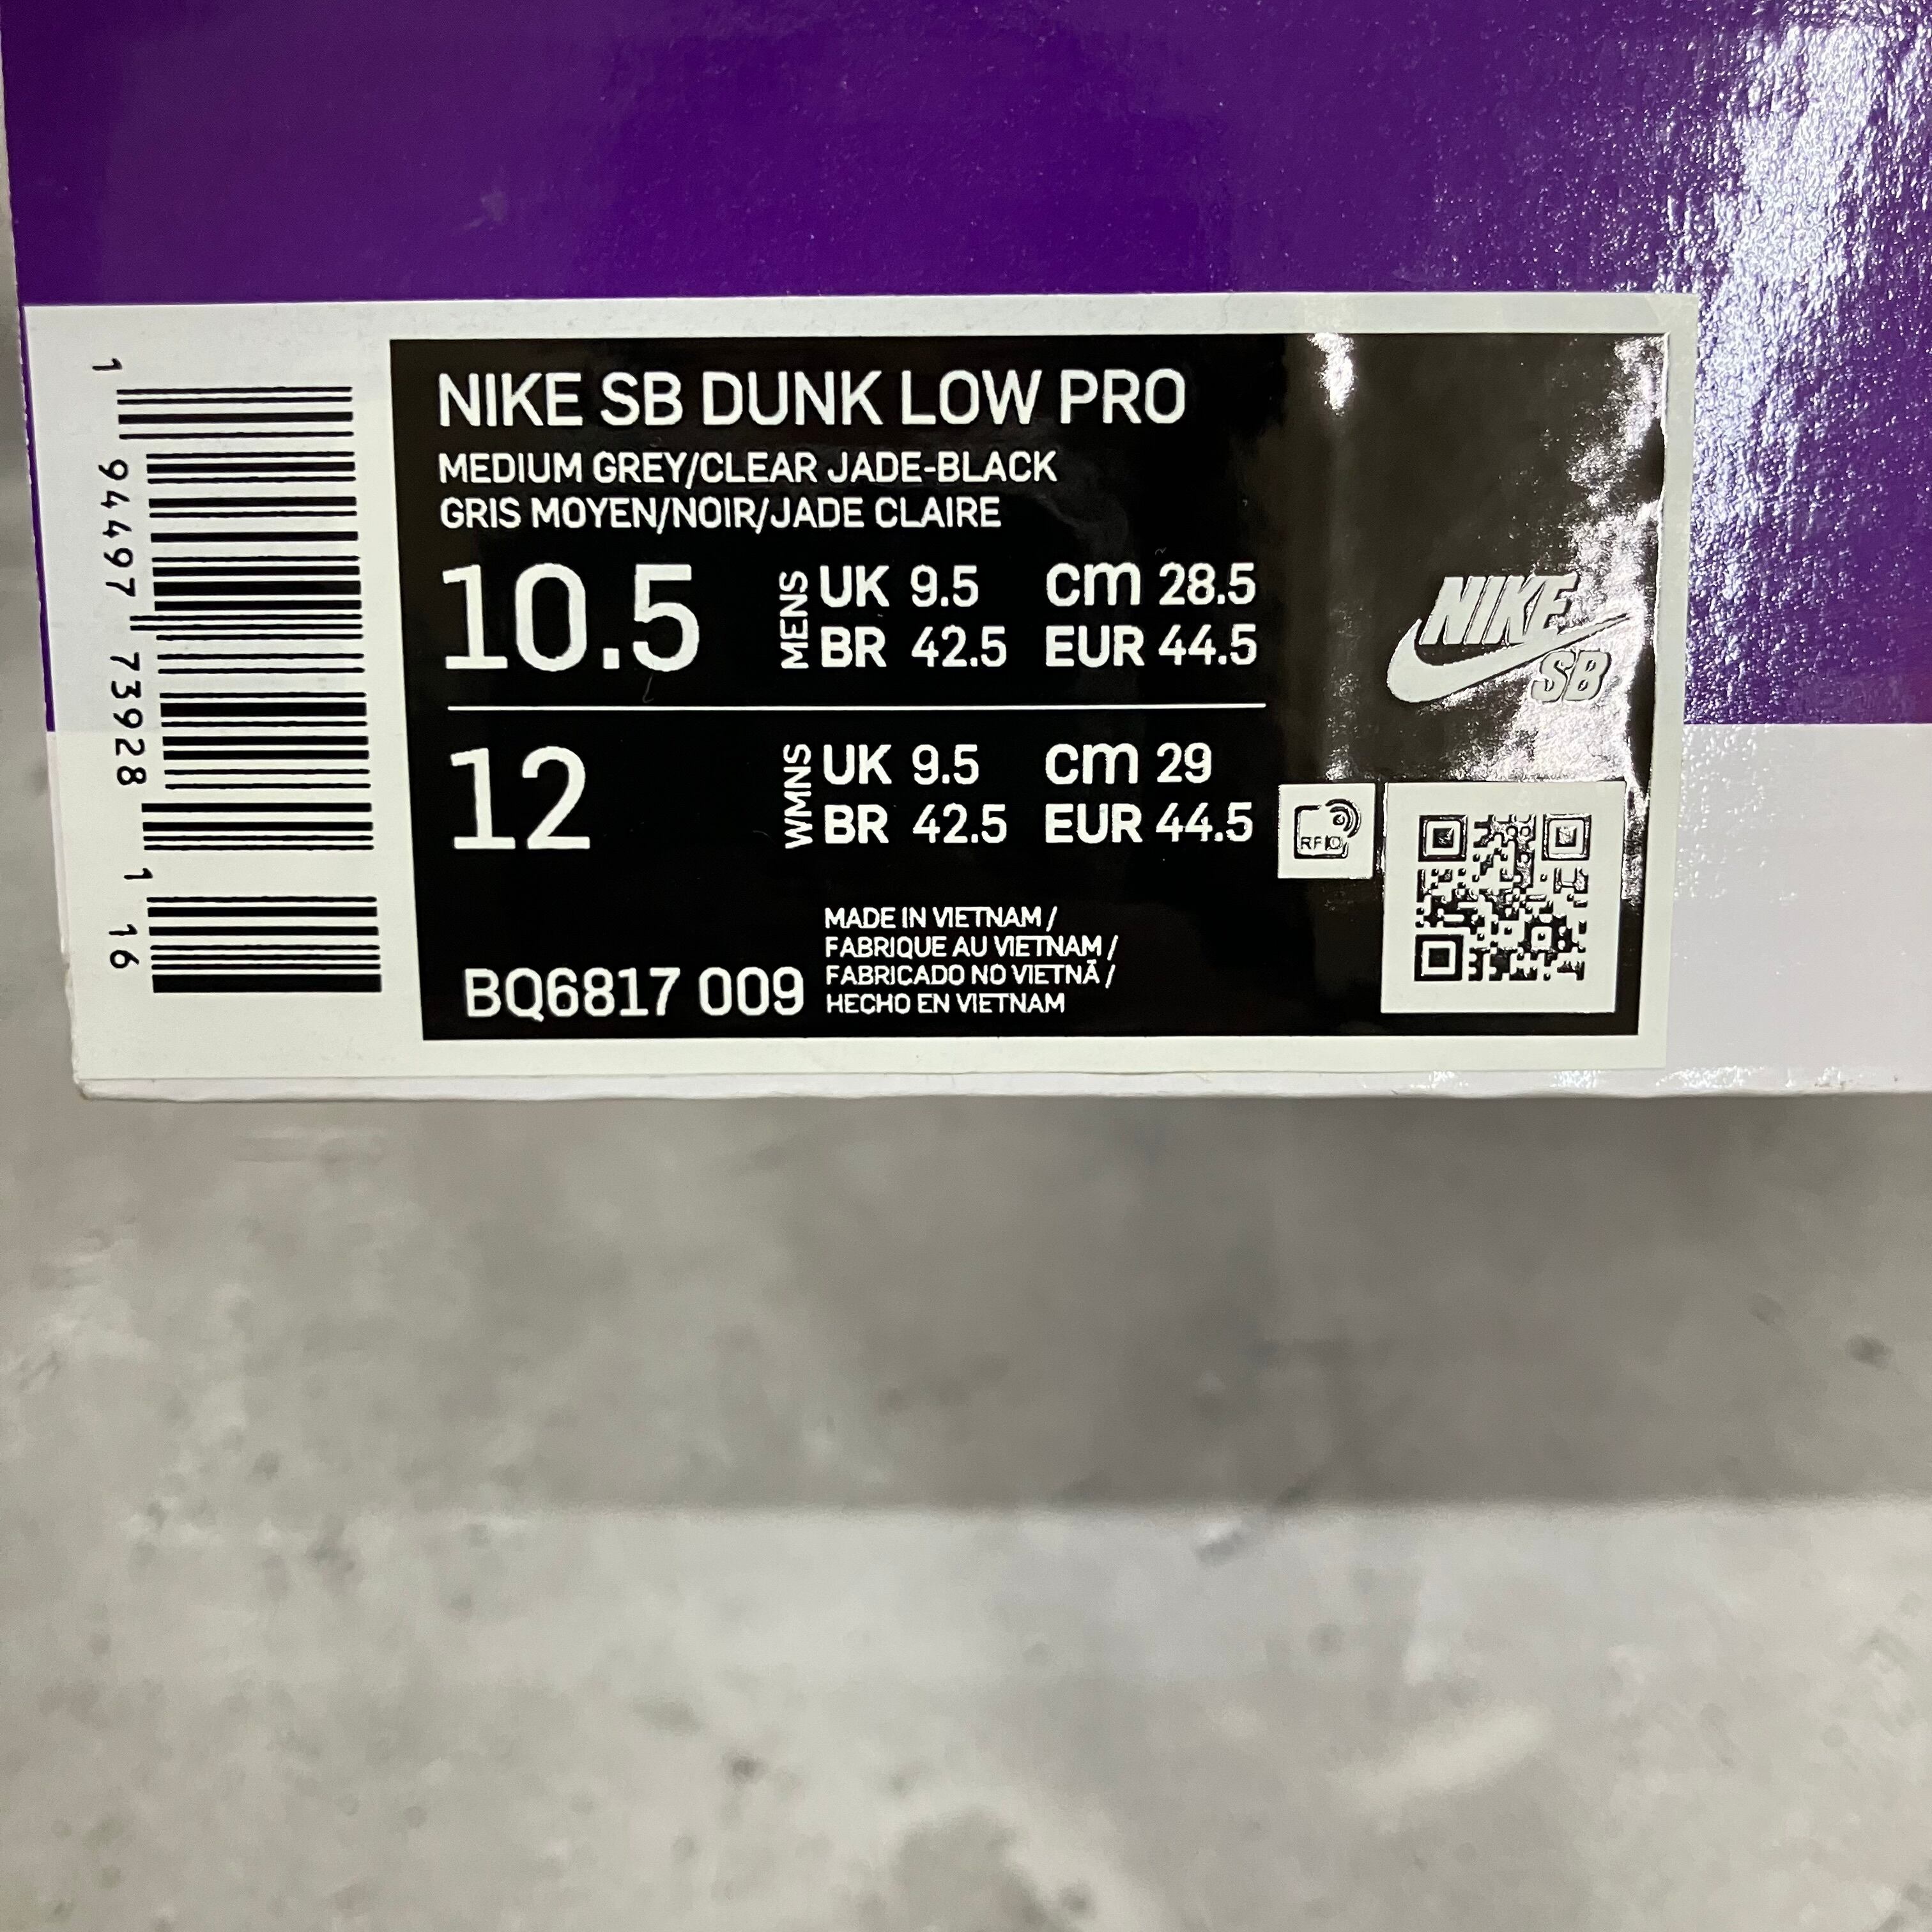 NIKE SB DUNK LOW PRO
MEDIUM GREY/CLEAR JADE-BLACK
GRIS MOYEN/NOIR/JADE CLAIRE
10.5 MENS UK 9.5 cm 28.5
BR 42.5 EUR 44.5
12 WMNS UK 9.5 cm 29
BR 42.5 EUR 44.5
MADE IN VIETNAM /
FABRIQUE AU VIETNAM /
FABRICADO NO VIETNÃ /
HECHO EN VIETNAM
BQ6817 009
NIKE
SB
RFID
1 94497 73928 1 16